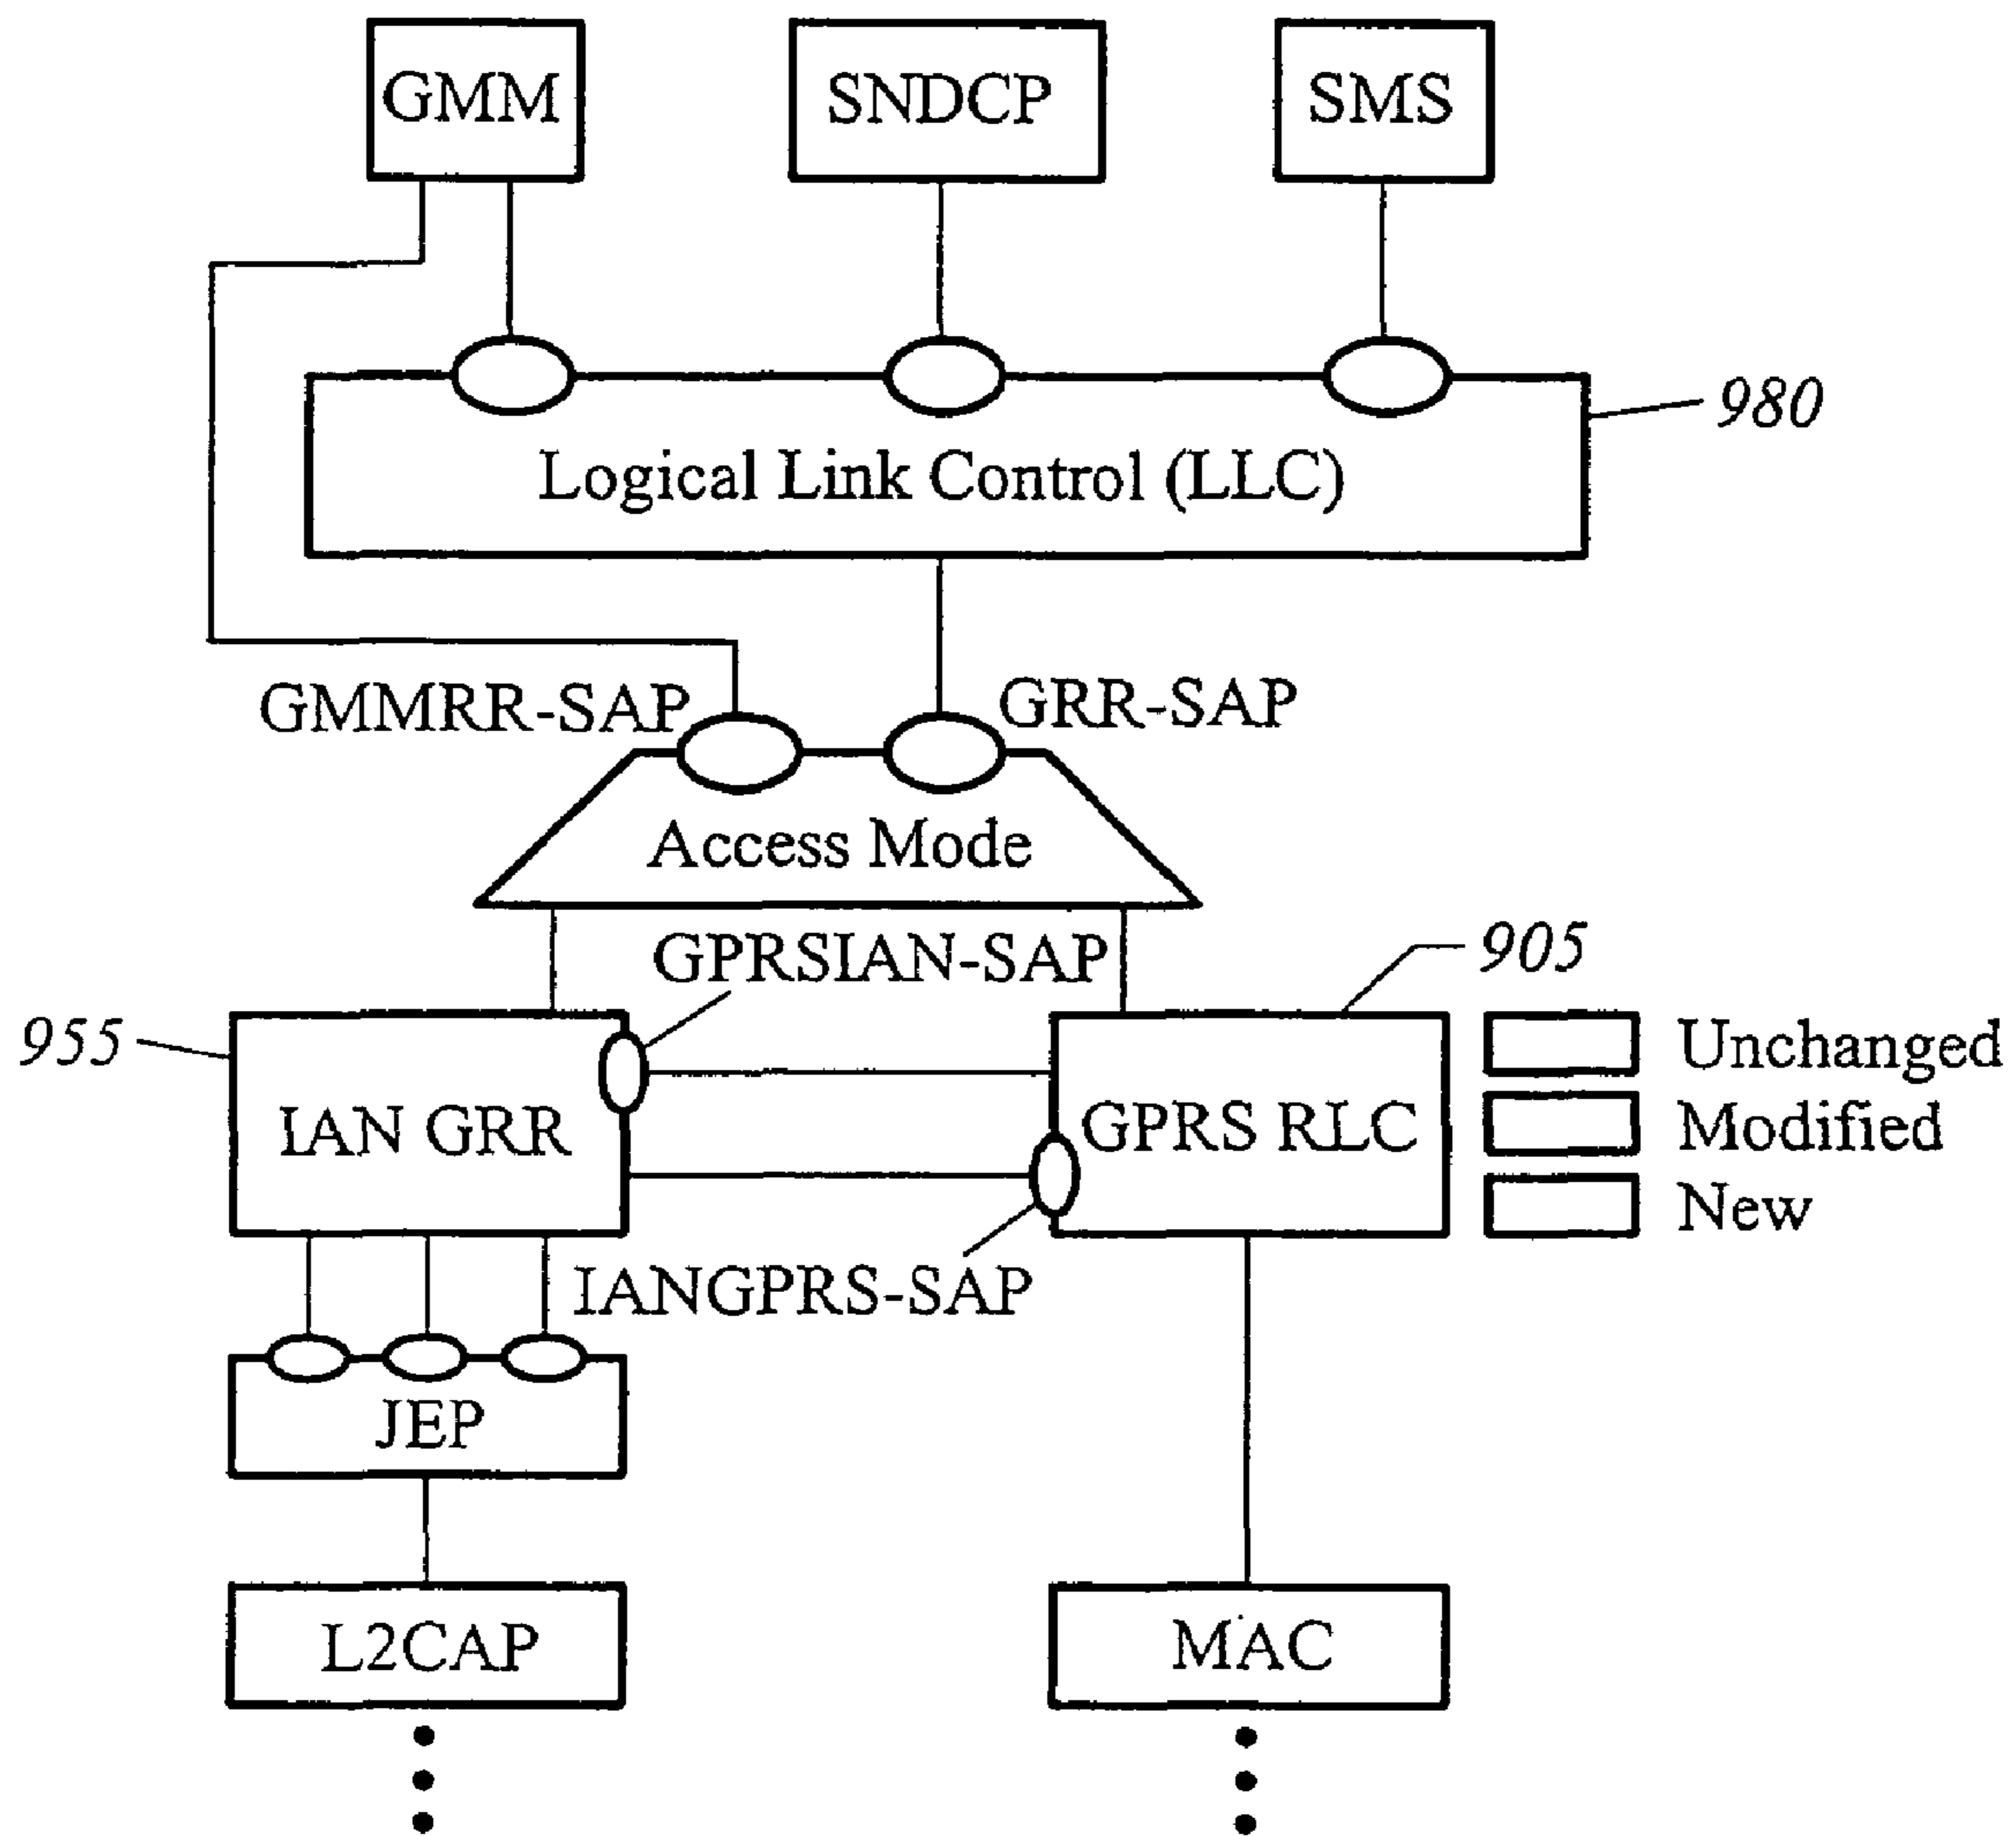 GMM
SNDCP
SMS
980
Logical Link Control (LLC)
GMMRR-SAP
GRR-SAP
Access Mode
GPRSIAN-SAP
905
955
Unchanged
IAN GRR
GPRS RLC
Modified
New
IANGPRS-SAP
JEP
L2CAP
MAC